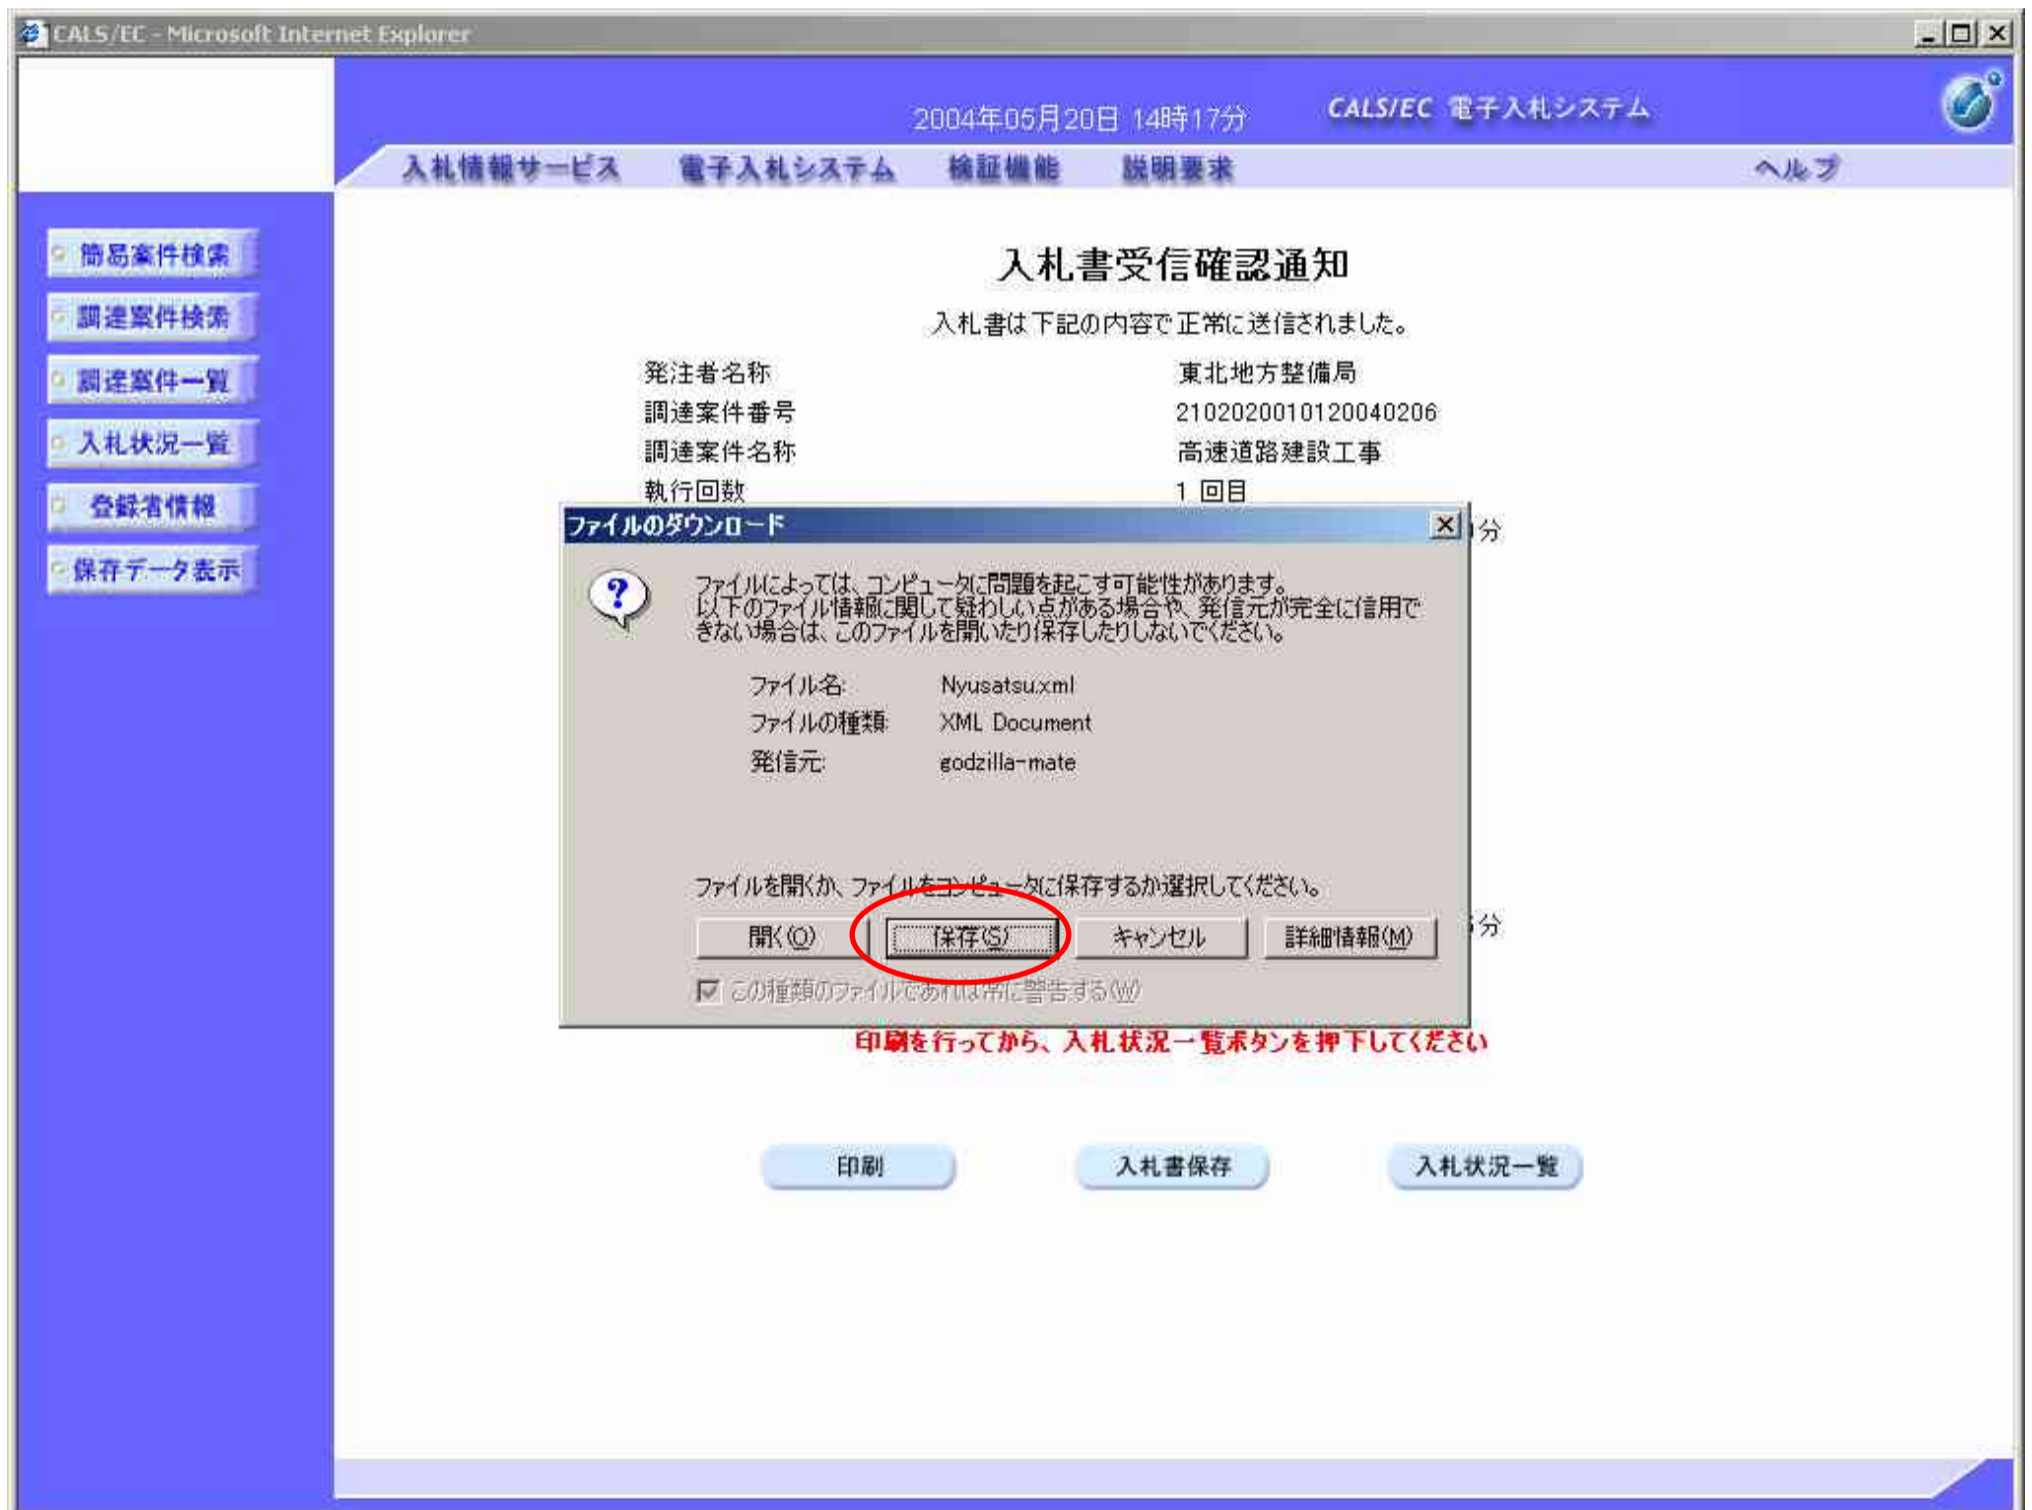 CALS/EC - Microsoft Internet Explorer
2004年05月20日 14時17分
CALS/EC 電子入札システム
入札情報サービス 電子入札システム 検証機能 説明要求 ヘルプ
簡易案件検索
調達案件検索
調達案件一覧
入札状況一覧
登録者情報
保存データ表示
入札書受信確認通知
入札書は下記の内容で正常に送信されました。
発注者名称 東北地方整備局
調達案件番号 2102020010120040206
調達案件名称 高速道路建設工事
執行回数 1 回目
分
ファイルのダウンロード
ファイルによっては、コンピュータに問題を起こす可能性があります。
以下のファイル情報に関して疑わしい点がある場合や、発信元が完全に信用で
きない場合は、このファイルを開いたり保存したりしないでください。
ファイル名: Nyusatsu.xml
ファイルの種類: XML Document
発信元: godzilla-mate
ファイルを開くか、ファイルをコンピュータに保存するか選択してください。
開く(O) 保存(S) キャンセル 詳細情報(M)
分
この種類のファイルであれば常に警告する(W)
印刷を行ってから、入札状況一覧ボタンを押下してください
印刷 入札書保存 入札状況一覧